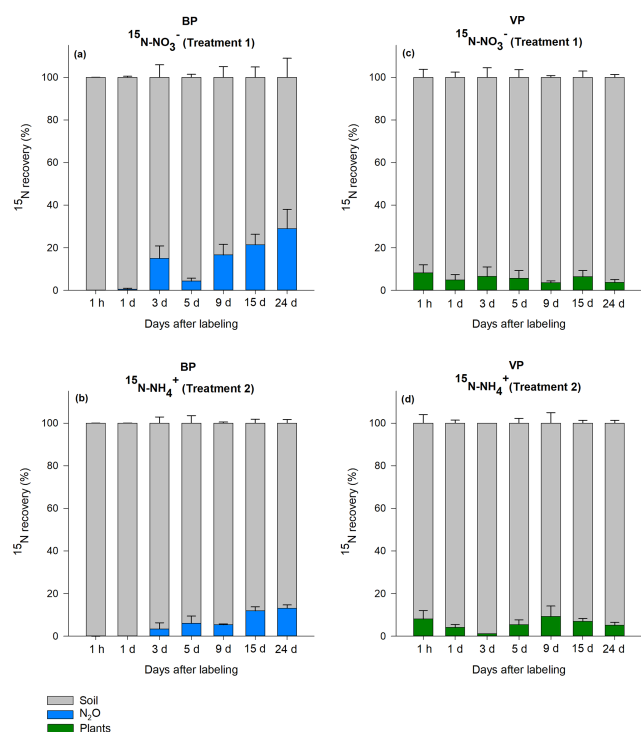 BP
15N-NO3- (Treatment 1)
(a)
100
80
60
40
20
0
15N recovery (%)
1 h 1 d 3 d 5 d 9 d 15 d 24 d
Days after labeling
VP
15N-NO3- (Treatment 1)
(c)
100
80
60
40
20
0
15N recovery (%)
1 h 1 d 3 d 5 d 9 d 15 d 24 d
Days after labeling
BP
15N-NH4+ (Treatment 2)
(b)
100
80
60
40
20
0
15N recovery (%)
1 h 1 d 3 d 5 d 9 d 15 d 24 d
Days after labeling
VP
15N-NH4+ (Treatment 2)
(d)
100
80
60
40
20
0
15N recovery (%)
1 h 1 d 3 d 5 d 9 d 15 d 24 d
Days after labeling
Soil
N2O
Plants